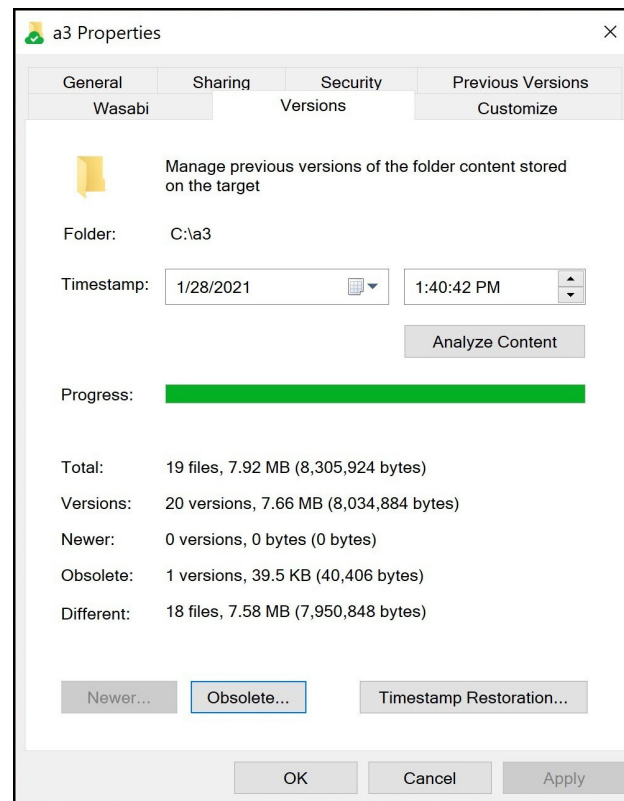 a3 Properties
General Sharing Security Previous Versions
Wasabi Versions Customize
Manage previous versions of the folder content stored
on the target
Folder: C:\a3
Timestamp: 1/28/2021 1:40:42 PM
Analyze Content
Progress:
Total: 19 files, 7.92 MB (8,305,924 bytes)
Versions: 20 versions, 7.66 MB (8,034,884 bytes)
Newer: 0 versions, 0 bytes (0 bytes)
Obsolete: 1 versions, 39.5 KB (40,406 bytes)
Different: 18 files, 7.58 MB (7,950,848 bytes)
Newer... Obsolete... Timestamp Restoration...
OK Cancel Apply